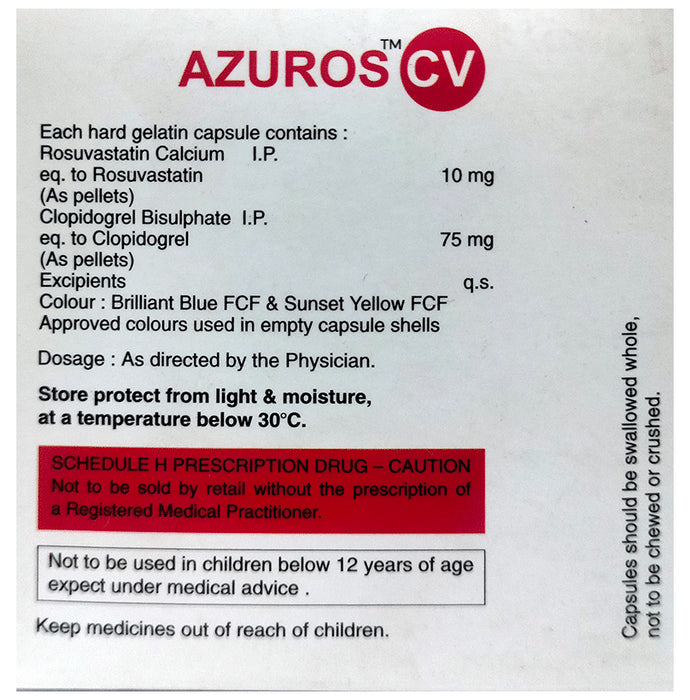 AZUROS™ CV
Each hard gelatin capsule contains :
Rosuvastatin Calcium I.P.
eq. to Rosuvastatin 10 mg
(As pellets)
Clopidogrel Bisulphate I.P.
eq. to Clopidogrel 75 mg
(As pellets)
Excipients q.s.
Colour : Brilliant Blue FCF & Sunset Yellow FCF
Approved colours used in empty capsule shells
Dosage : As directed by the Physician.
Store protect from light & moisture,
at a temperature below 30°C.
SCHEDULE H PRESCRIPTION DRUG – CAUTION
Not to be sold by retail without the prescription of
a Registered Medical Practitioner.
Not to be used in children below 12 years of age
expect under medical advice .
Keep medicines out of reach of children.
Capsules should be swallowed whole,
not to be chewed or crushed.